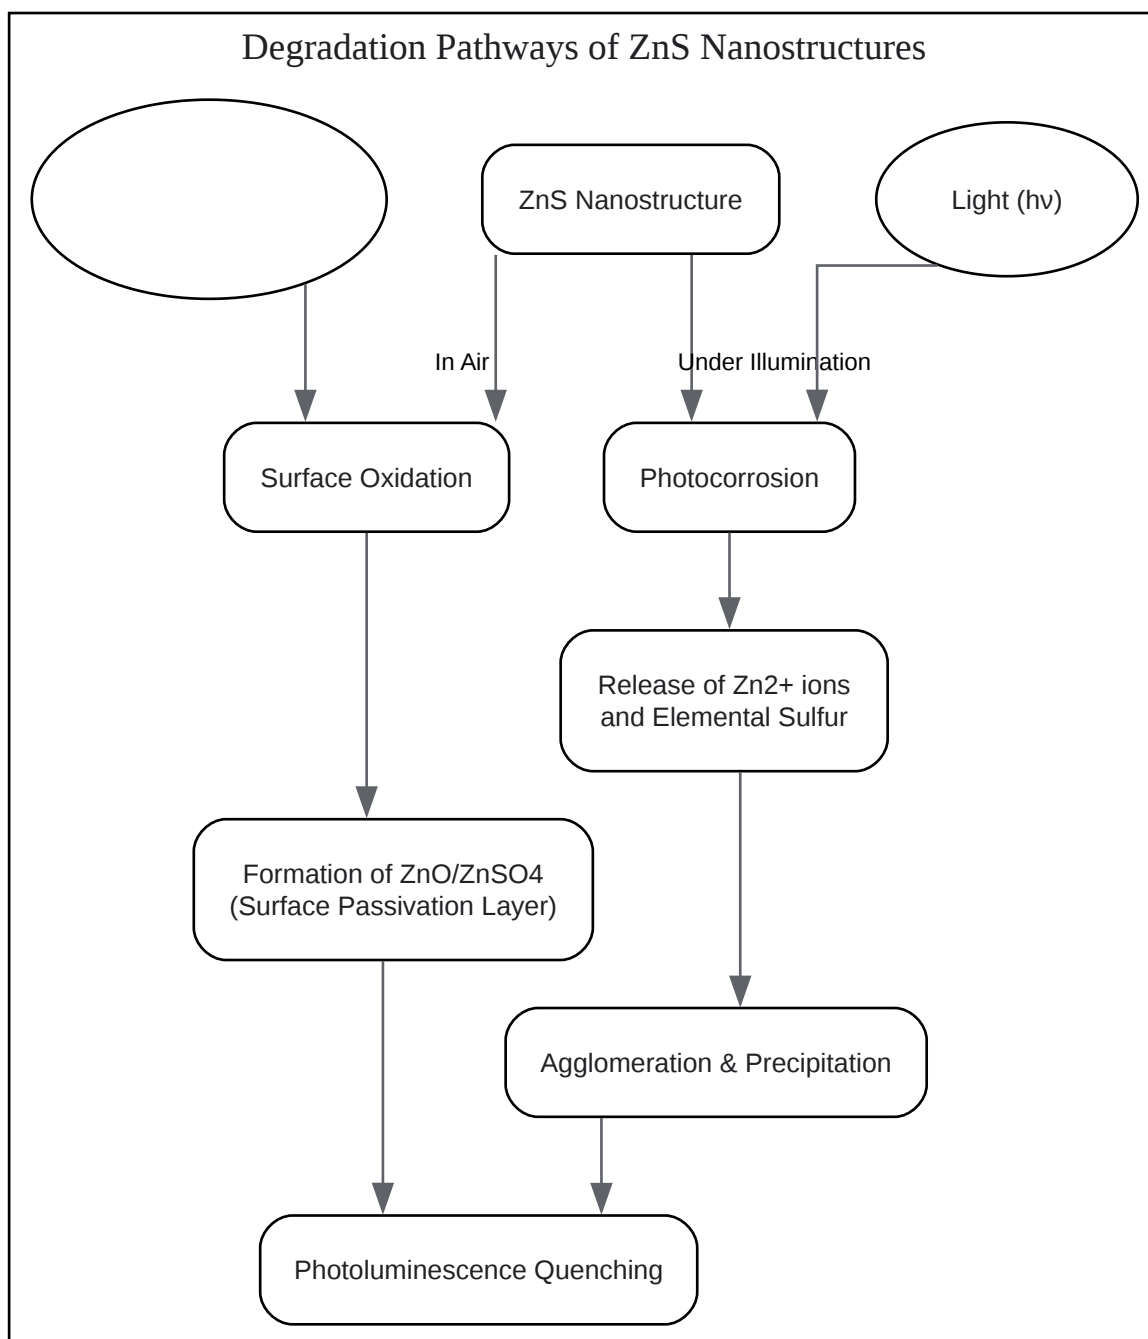 Degradation Pathways of ZnS Nanostructures
ZnS Nanostructure
Light (hν)
In Air
Under Illumination
Surface Oxidation
Photocorrosion
Release of Zn2+ ions
and Elemental Sulfur
Formation of ZnO/ZnSO4
(Surface Passivation Layer)
Agglomeration & Precipitation
Photoluminescence Quenching